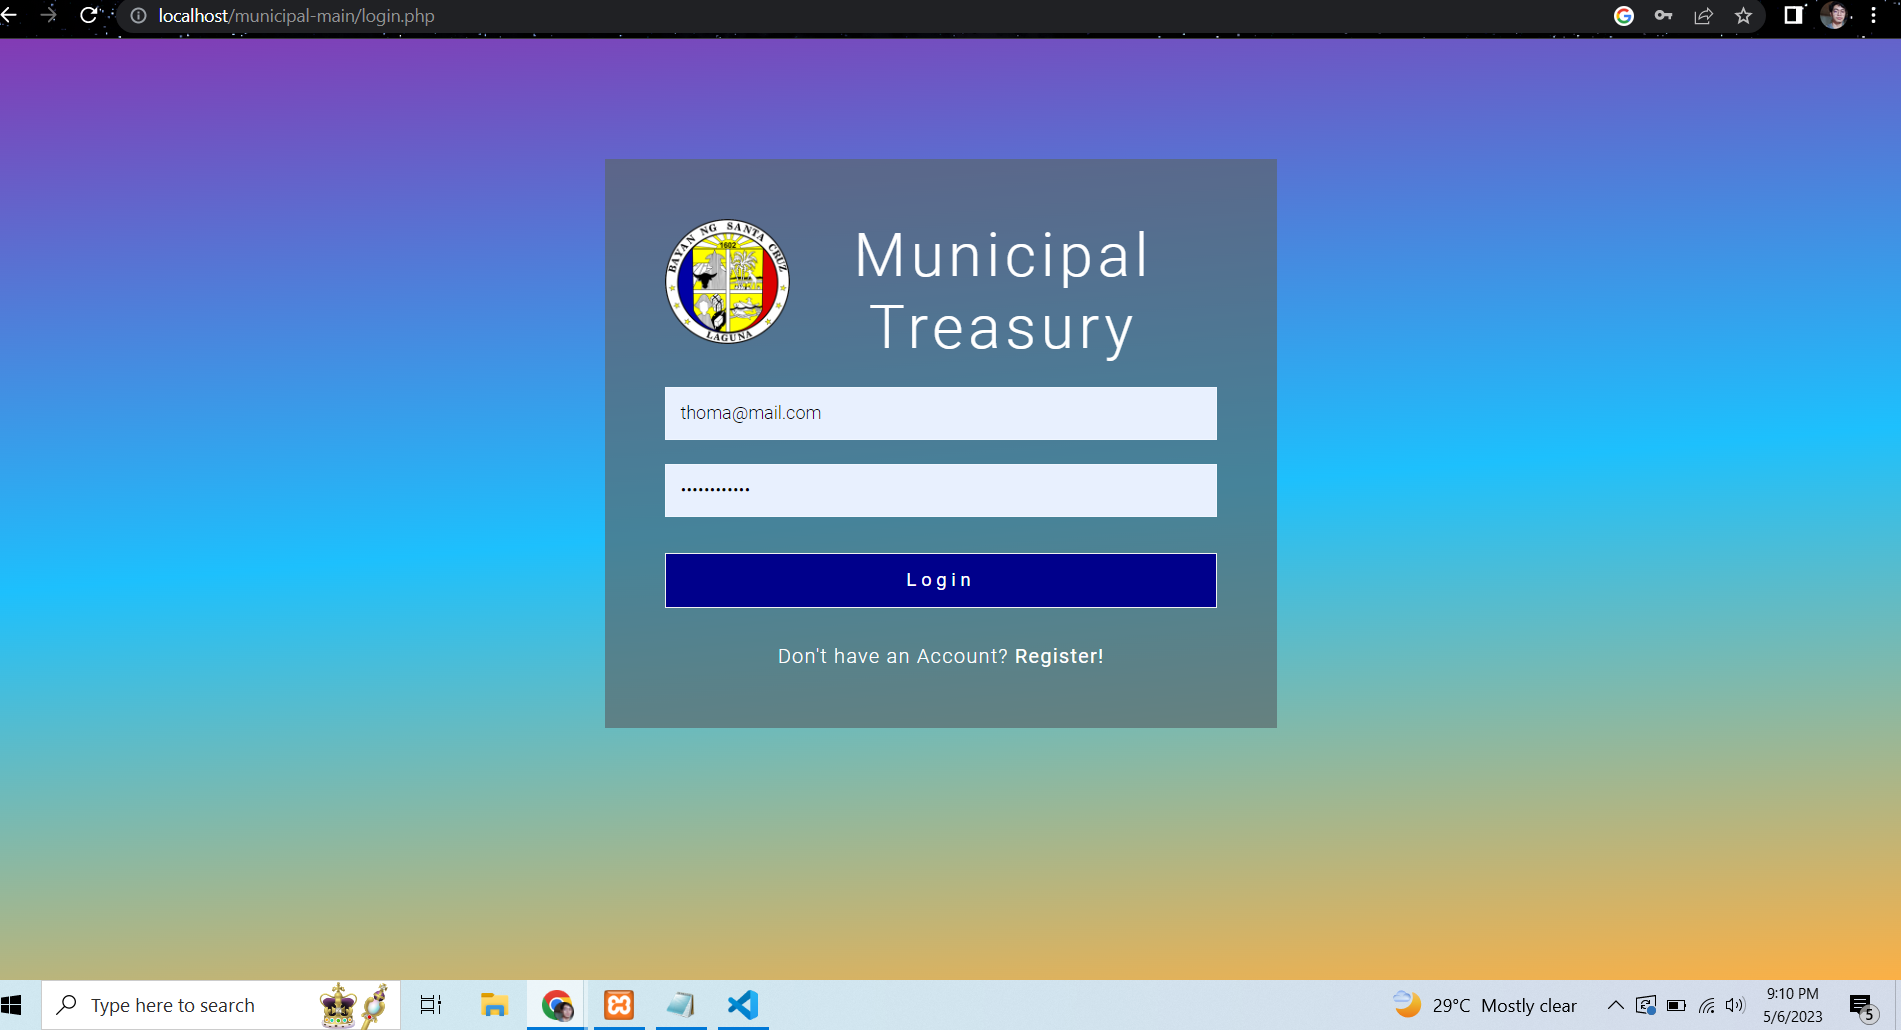 localhost/municipal-main/login.php
BAYAN NG SANTA CRUZ
1602
LAGUNA
Municipal
Treasury
thoma@mail.com
••••••••••••
Login
Don't have an Account? Register!
Type here to search
29°C Mostly clear
9:10 PM
5/6/2023
5